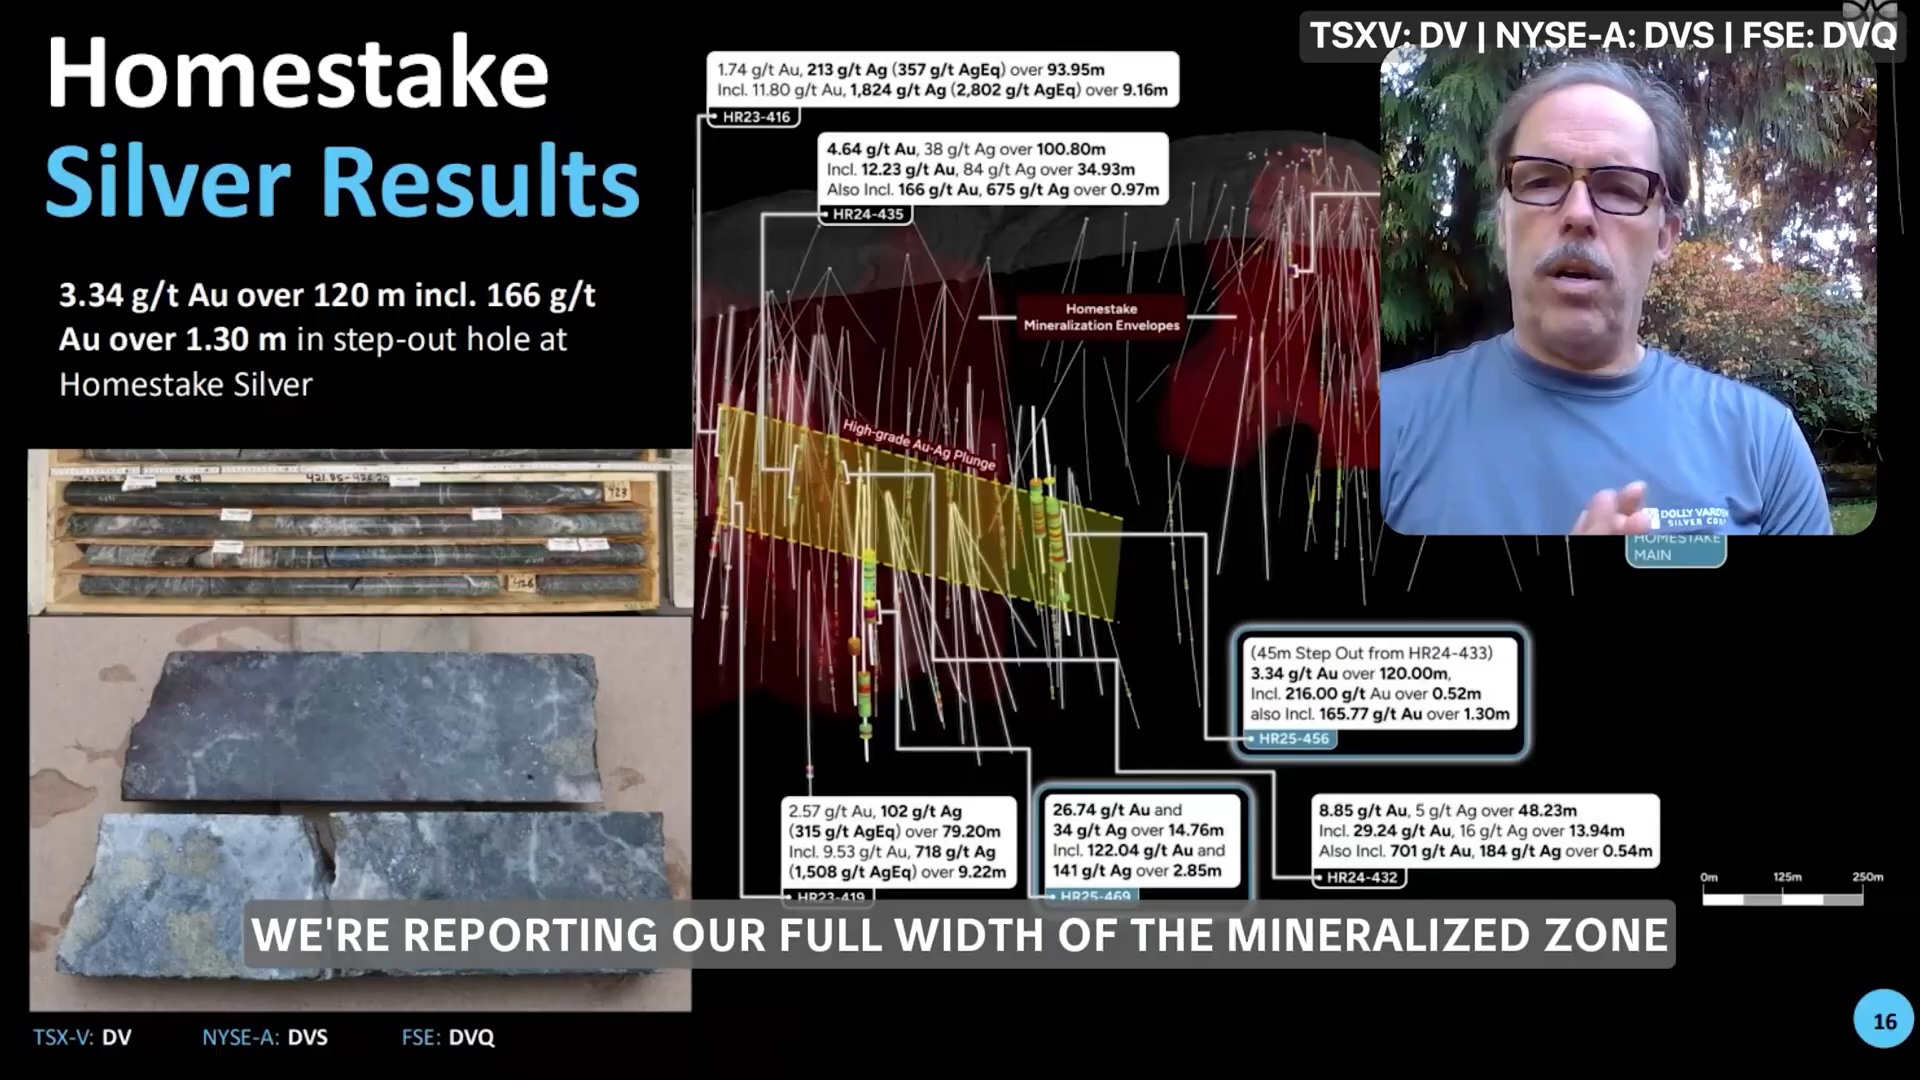 TSXV: DV | NYSE-A: DVS | FSE: DVQ
Homestake
Silver Results
3.34 g/t Au over 120 m incl. 166 g/t
Au over 1.30 m in step-out hole at
Homestake Silver
1.74 g/t Au, 213 g/t Ag (357 g/t AgEq) over 93.95m
Incl. 11.80 g/t Au, 1,824 g/t Ag (2,802 g/t AgEq) over 9.16m
HR23-416
4.64 g/t Au, 38 g/t Ag over 100.80m
Incl. 12.23 g/t Au, 84 g/t Ag over 34.93m
Also Incl. 166 g/t Au, 675 g/t Ag over 0.97m
HR24-435
Homestake
Mineralization Envelopes
High-grade Au-Ag Plunge
423
426
DOLLY VARDEN
SILVER CO
HOMESTAKE
MAIN
(45m Step Out from HR24-433)
3.34 g/t Au over 120.00m,
Incl. 216.00 g/t Au over 0.52m
also Incl. 165.77 g/t Au over 1.30m
HR25-456
2.57 g/t Au, 102 g/t Ag
(315 g/t AgEq) over 79.20m
Incl. 9.53 g/t Au, 718 g/t Ag
(1,508 g/t AgEq) over 9.22m
HR23-419
26.74 g/t Au and
34 g/t Ag over 14.76m
Incl. 122.04 g/t Au and
141 g/t Ag over 2.85m
HR25-469
8.85 g/t Au, 5 g/t Ag over 48.23m
Incl. 29.24 g/t Au, 16 g/t Ag over 13.94m
Also Incl. 701 g/t Au, 184 g/t Ag over 0.54m
HR24-432
0m 125m 250m
WE'RE REPORTING OUR FULL WIDTH OF THE MINERALIZED ZONE
TSX-V: DV NYSE-A: DVS FSE: DVQ
16